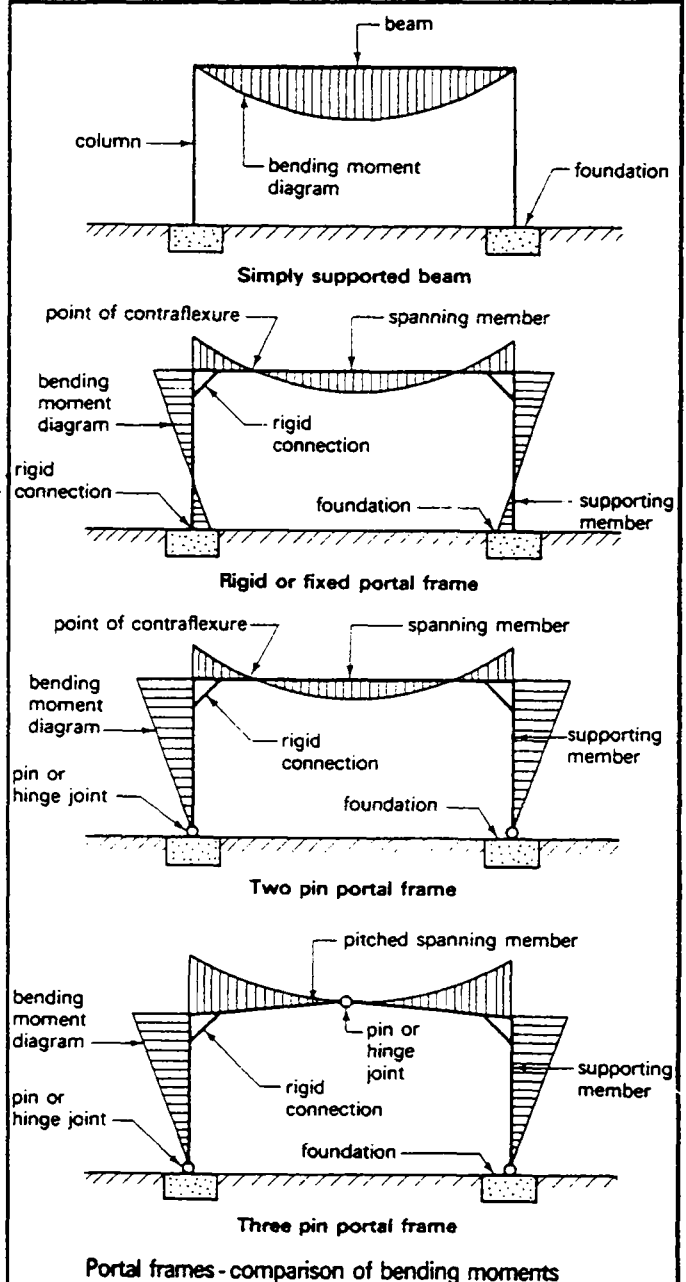 beam
column
bending moment
diagram
foundation
Simply supported beam
point of contraflexure
spanning member
bending
moment
diagram
rigid
connection
rigid
connection
foundation
supporting
member
Rigid or fixed portal frame
point of contraflexure
spanning member
bending
moment
diagram
rigid
connection
supporting
member
pin or
hinge joint
foundation
Two pin portal frame
pitched spanning member
bending
moment
diagram
pin or
hinge
joint
rigid
connection
supporting
member
pin or
hinge joint
foundation
Three pin portal frame
Portal frames - comparison of bending moments